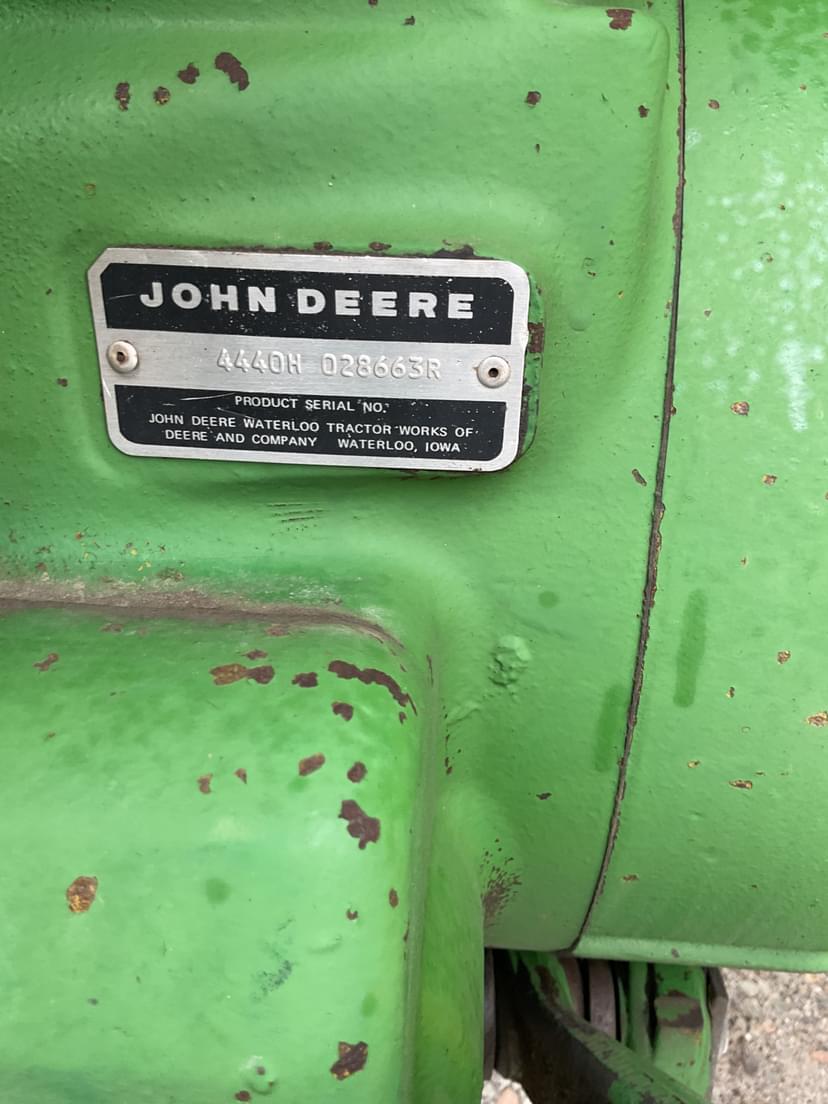 JOHN DEERE
4440H 028663R
PRODUCT SERIAL NO.
JOHN DEERE WATERLOO TRACTOR WORKS OF
DEERE AND COMPANY WATERLOO, IOWA